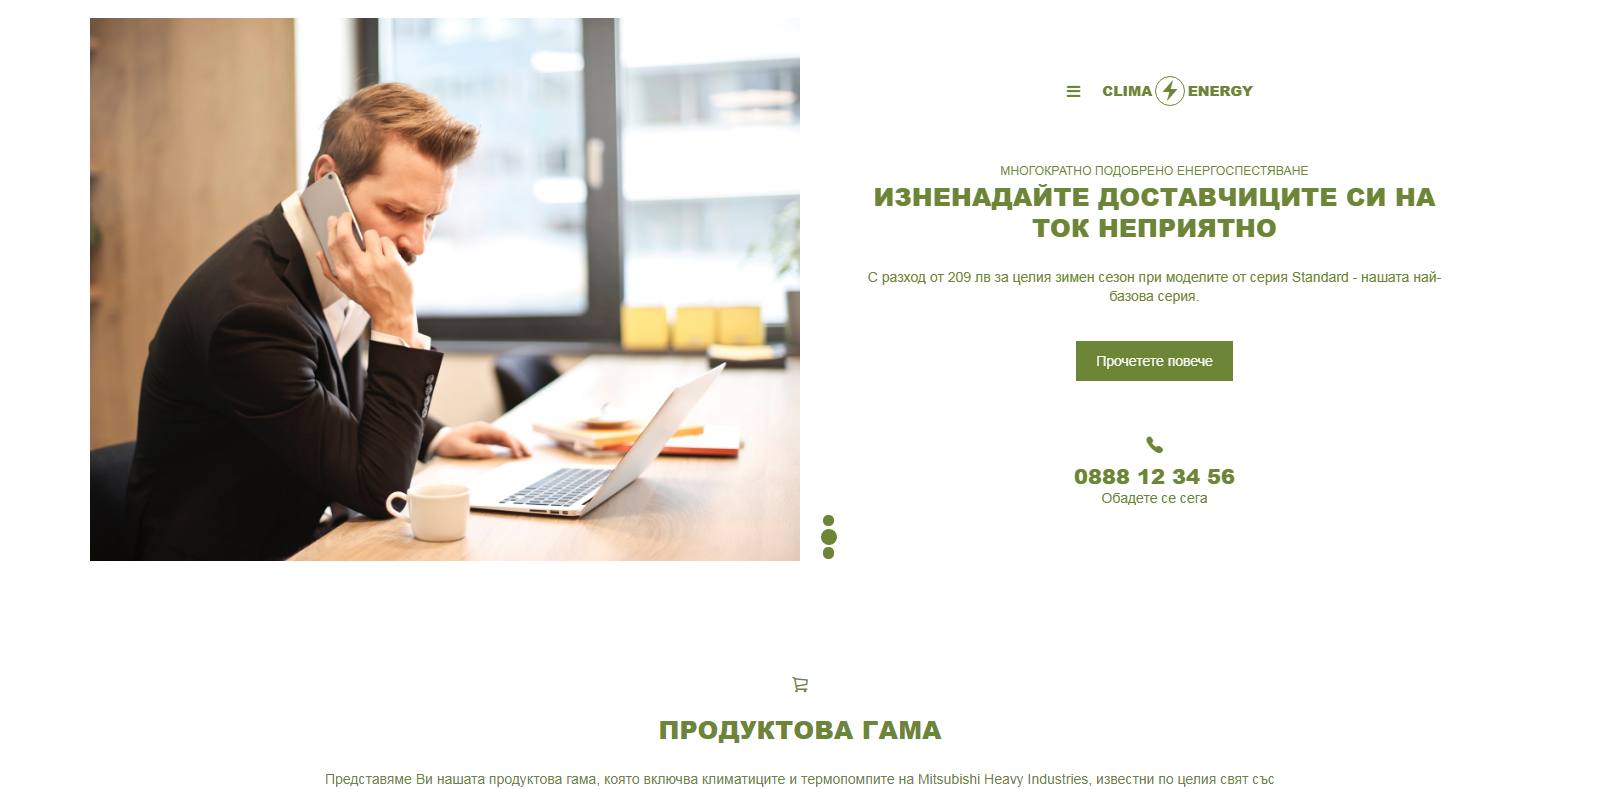 CLIMA ENERGY
МНОГОКРАТНО ПОДОБРЕНО ЕНЕРГОСПЕСТЯВАНЕ
ИЗНЕНАДАЙТЕ ДОСТАВЧИЦИТЕ СИ НА
ТОК НЕПРИЯТНО
С разход от 209 лв за целия зимен сезон при моделите от серия Standard - нашата най-
базова серия.
Прочетете повече
0888 12 34 56
Обадете се сега
ПРОДУКТОВА ГАМА
Представяме Ви нашата продуктова гама, която включва климатиците и термопомпите на Mitsubishi Heavy Industries, известни по целия свят със